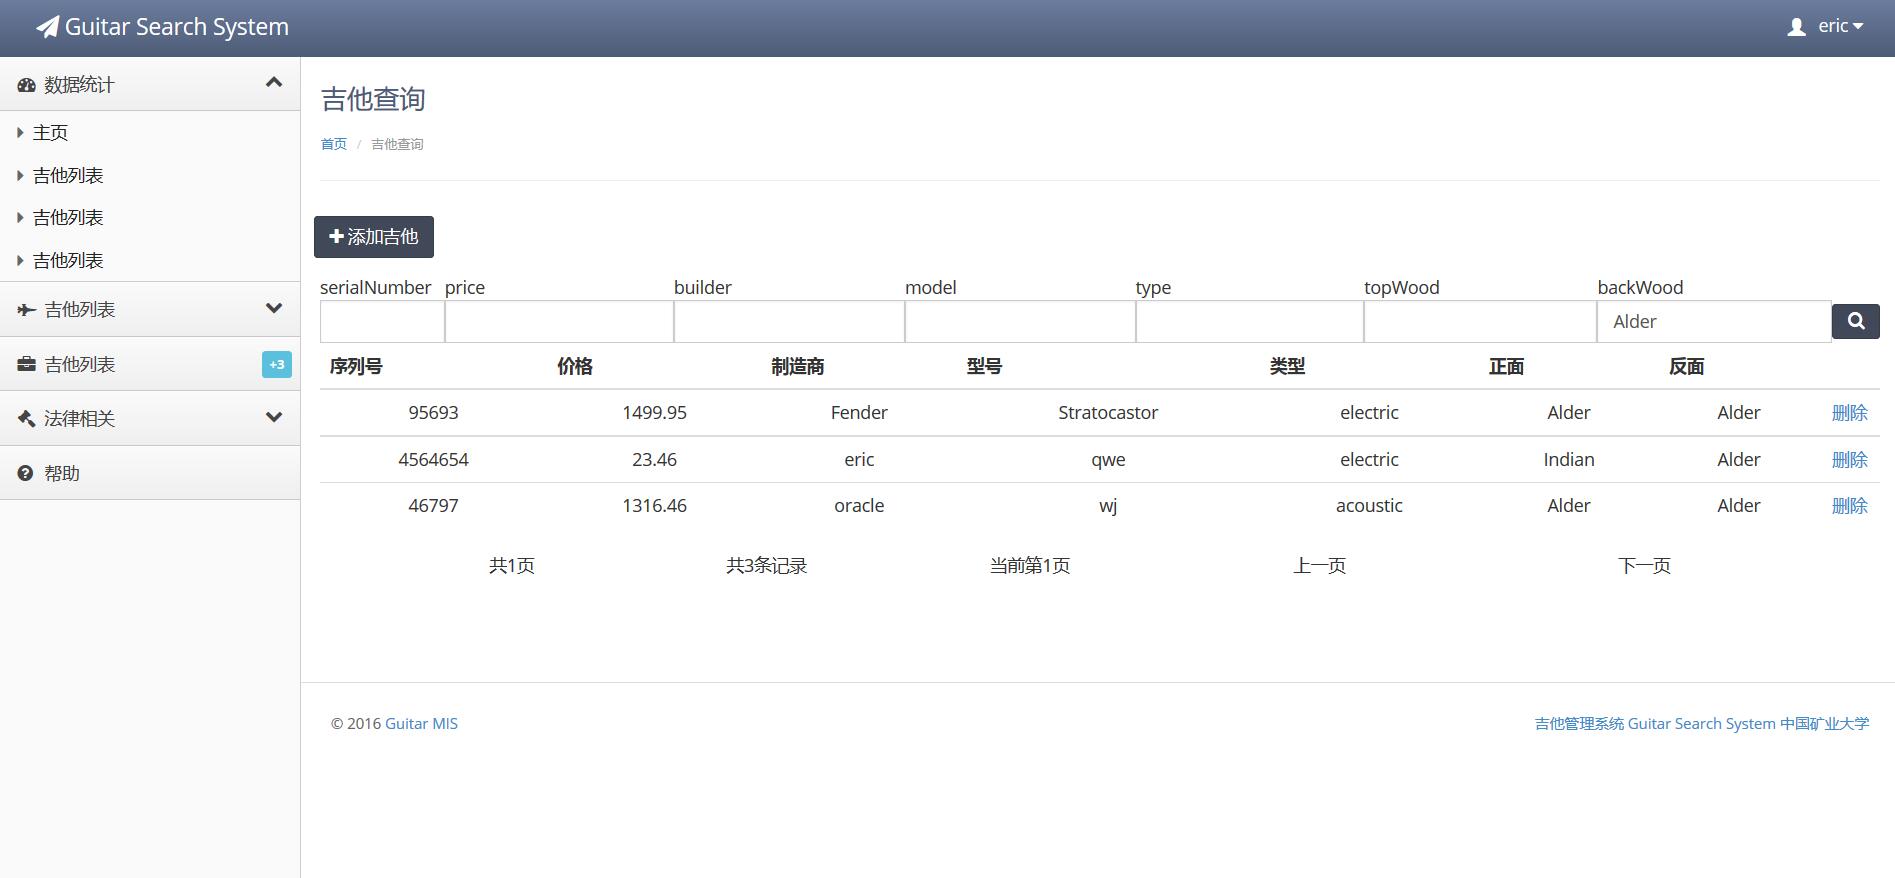 Guitar Search System
eric
数据统计
主页
吉他列表
吉他列表
吉他列表
吉他列表
吉他列表 +3
法律相关
帮助
吉他查询
首页 / 吉他查询
添加吉他
serialNumber price builder model type topWood backWood
Alder
序列号 价格 制造商 型号 类型 正面 反面
95693 1499.95 Fender Stratocastor electric Alder Alder 删除
4564654 23.46 eric qwe electric Indian Alder 删除
46797 1316.46 oracle wj acoustic Alder Alder 删除
共1页 共3条记录 当前第1页 上一页 下一页
© 2016 Guitar MIS
吉他管理系统 Guitar Search System 中国矿业大学